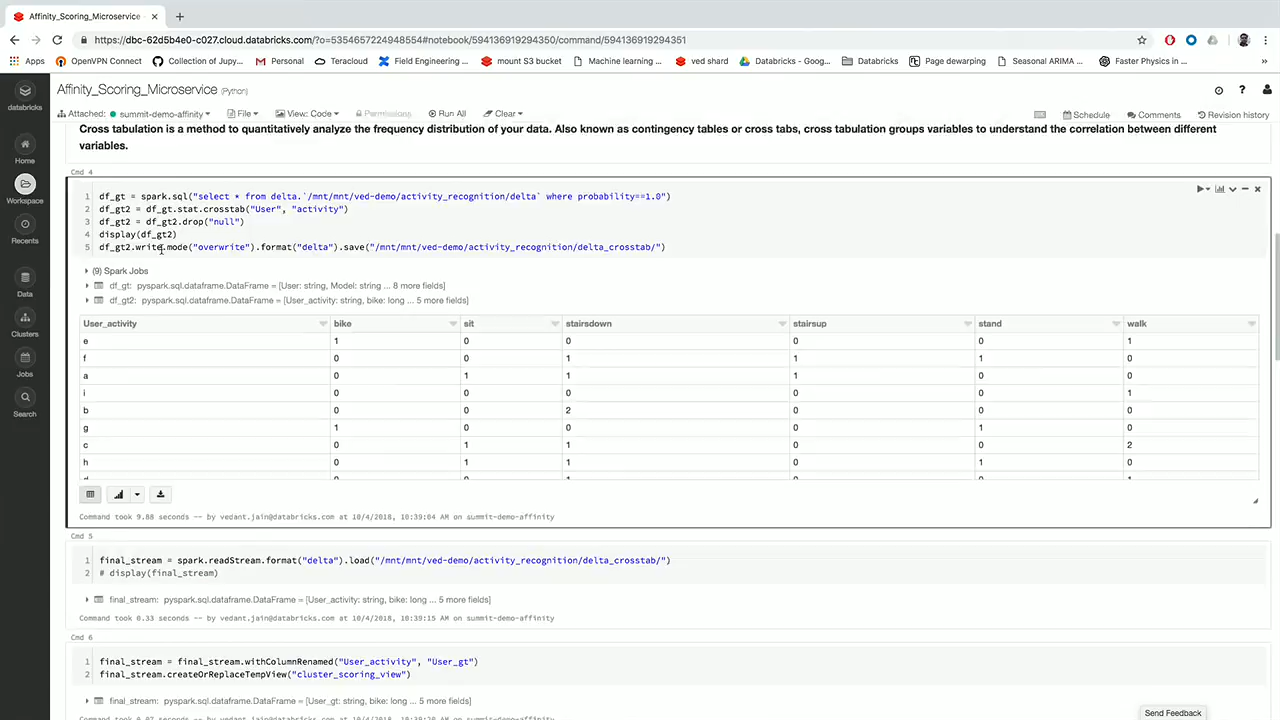 Affinity_Scoring_Microservice -
https://dbc-62d5b4e0-c027.cloud.databricks.com/?o=5354657224948554#notebook/594136919294350/command/594136919294351
Apps OpenVPN Connect Collection of Jupy... Personal Teracloud Field Engineering ... mount S3 bucket Machine learning ... ved shard Databricks - Goog... Databricks Page dewarping Seasonal ARIMA ... Faster Physics in ... »
databricks
Home
Workspace
Recents
Data
Clusters
Jobs
Search
Affinity_Scoring_Microservice (Python)
Attached: summit-demo-affinity File View: Code Permissions Run All Clear Schedule Comments Revision history
Cross tabulation is a method to quantitatively analyze the frequency distribution of your data. Also known as contingency tables or cross tabs, cross tabulation groups variables to understand the correlation between different
variables.
Cmd 4
1 df_gt = spark.sql("select * from delta.`/mnt/mnt/ved-demo/activity_recognition/delta` where probability==1.0")
2 df_gt2 = df_gt.stat.crosstab("User", "activity")
3 df_gt2 = df_gt2.drop("null")
4 display(df_gt2)
5 df_gt2.write.mode("overwrite").format("delta").save("/mnt/mnt/ved-demo/activity_recognition/delta_crosstab/")
(9) Spark Jobs
df_gt: pyspark.sql.dataframe.DataFrame = [User: string, Model: string ... 8 more fields]
df_gt2: pyspark.sql.dataframe.DataFrame = [User_activity: string, bike: long ... 5 more fields]
User_activity bike sit stairsdown stairsup stand walk
e 1 0 0 0 0 1
f 0 0 1 1 1 0
a 0 1 1 1 0 0
i 0 0 0 0 0 1
b 0 0 2 0 0 0
g 1 0 0 0 1 0
c 0 1 1 0 0 2
h 0 1 1 0 1 0
d 0 0 1 0 0 1
Command took 9.88 seconds -- by vedant.jain@databricks.com at 10/4/2018, 10:39:04 AM on summit-demo-affinity
Cmd 5
1 final_stream = spark.readStream.format("delta").load("/mnt/mnt/ved-demo/activity_recognition/delta_crosstab/")
2 # display(final_stream)
final_stream: pyspark.sql.dataframe.DataFrame = [User_activity: string, bike: long ... 5 more fields]
Command took 0.33 seconds -- by vedant.jain@databricks.com at 10/4/2018, 10:39:15 AM on summit-demo-affinity
Cmd 6
1 final_stream = final_stream.withColumnRenamed("User_activity", "User_gt")
2 final_stream.createOrReplaceTempView("cluster_scoring_view")
final_stream: pyspark.sql.dataframe.DataFrame = [User_gt: string, bike: long ... 5 more fields]
Send Feedback